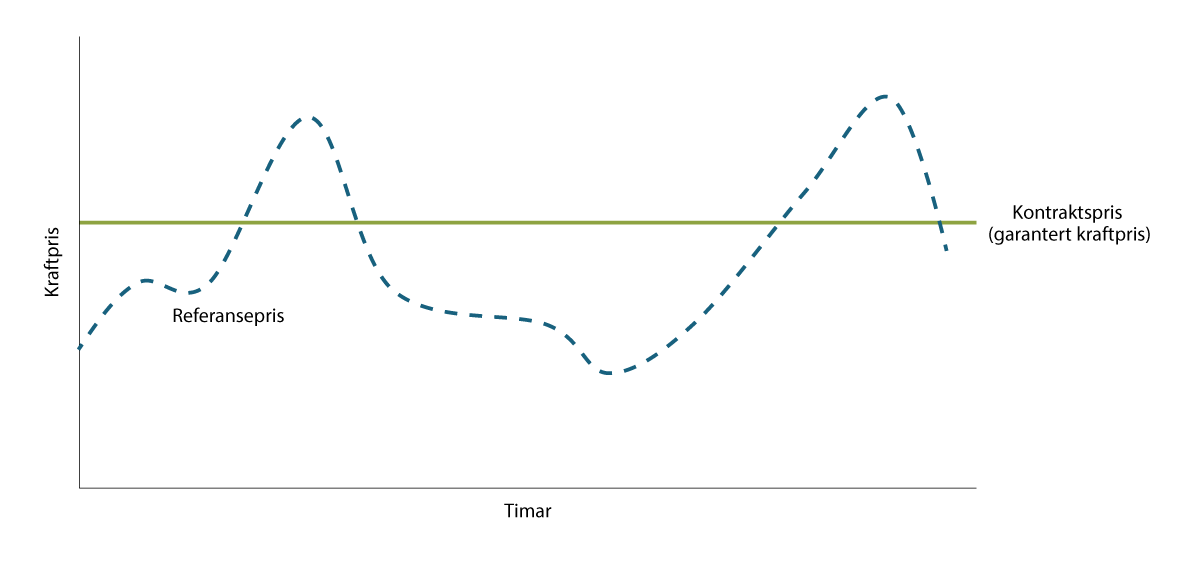 Kraftpris
Referansepris
Kontraktspris
(garantert kraftpris)
Timar